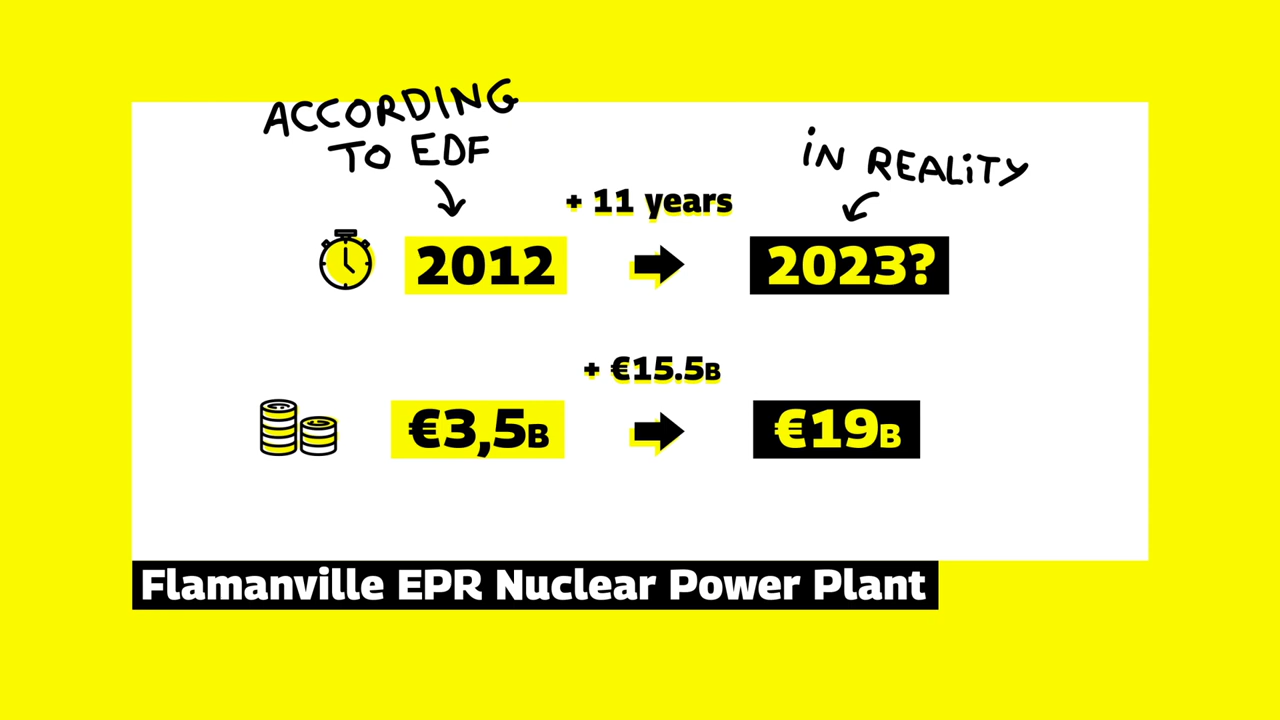 ACCORDING
TO EDF
iN REALiTY
+ 11 years
2012
2023?
+ €15.5B
€3,5B
€19B
Flamanville EPR Nuclear Power Plant